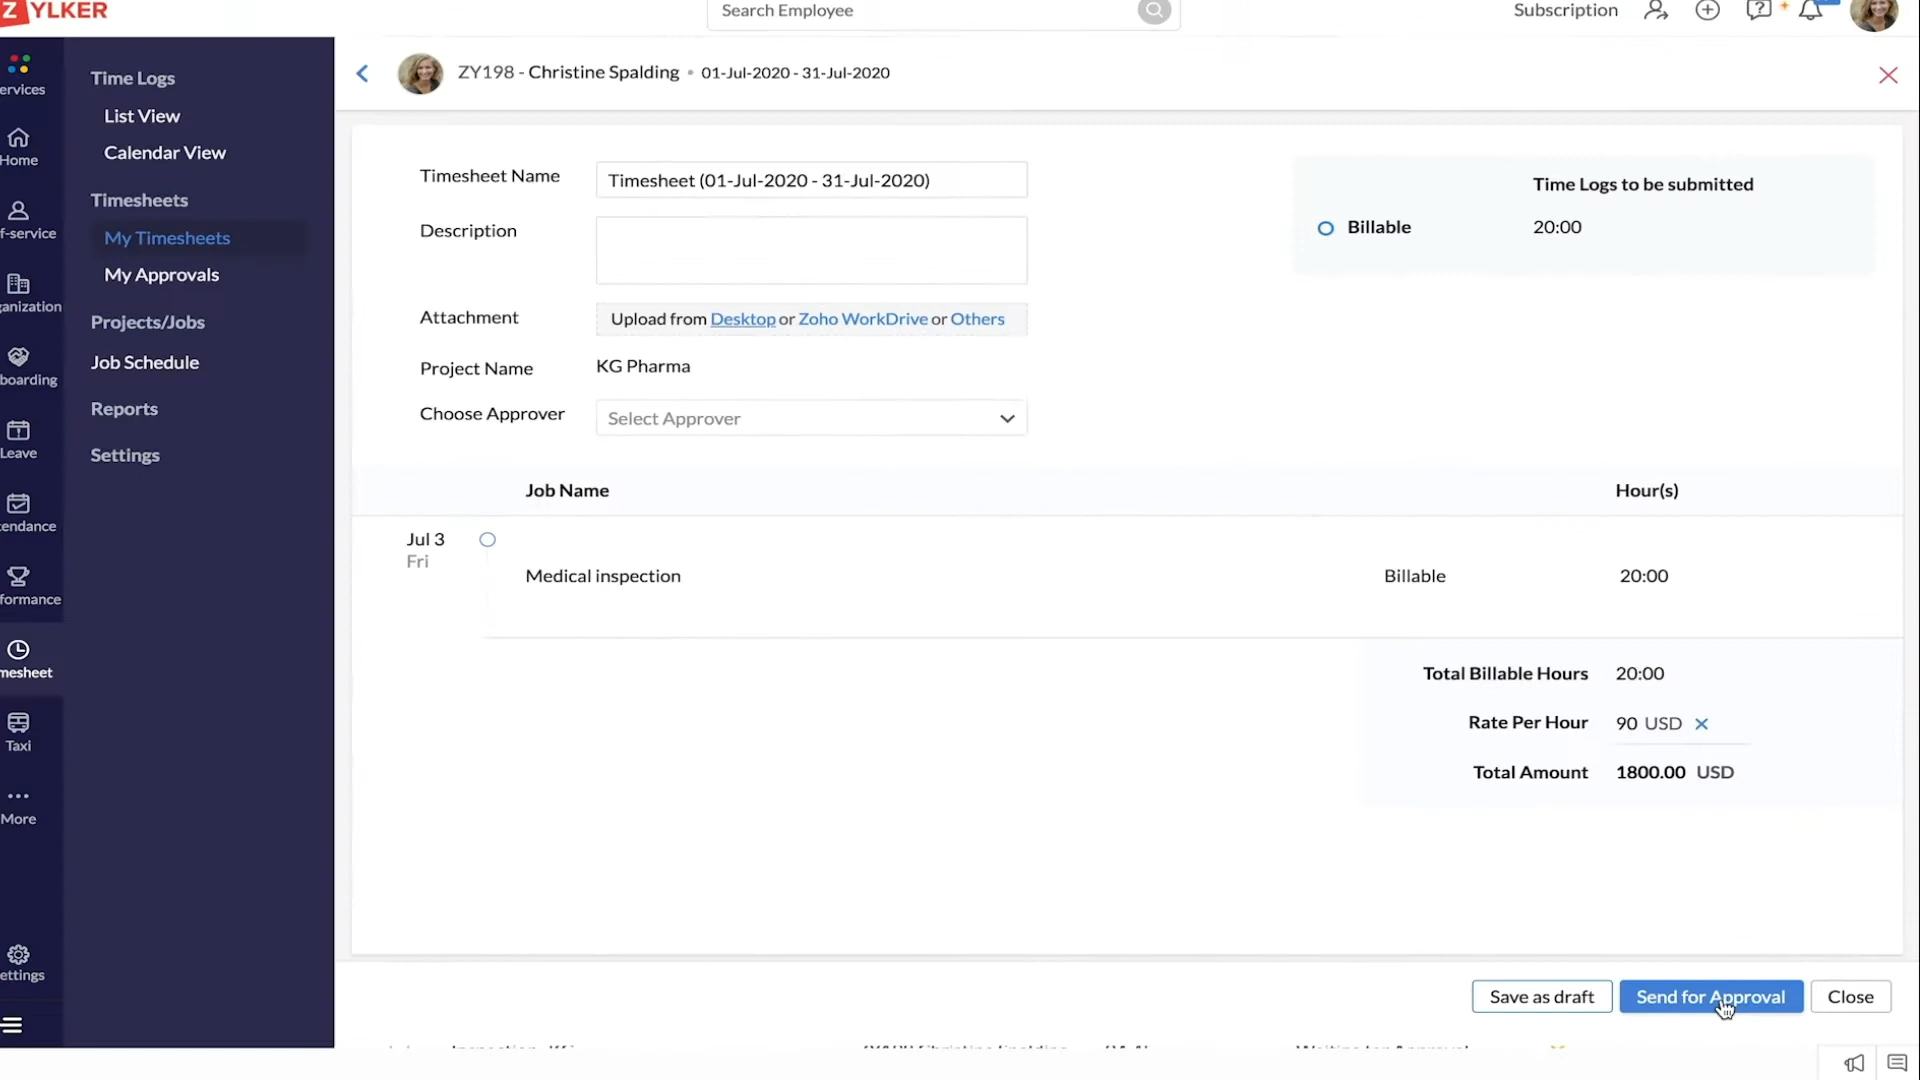 ZYLKER
Search Employee
Subscription
ervices
Home
f-service
ganization
boarding
Leave
tendance
formance
mesheet
Taxi
More
ettings
Time Logs
List View
Calendar View
Timesheets
My Timesheets
My Approvals
Projects/Jobs
Job Schedule
Reports
Settings
ZY198 - Christine Spalding • 01-Jul-2020 - 31-Jul-2020
Timesheet Name
Timesheet (01-Jul-2020 - 31-Jul-2020)
Description
Attachment
Upload from Desktop or Zoho WorkDrive or Others
Project Name
KG Pharma
Choose Approver
Select Approver
Time Logs to be submitted
Billable 20:00
Job Name Hour(s)
Jul 3
Fri
Medical inspection Billable 20:00
Total Billable Hours 20:00
Rate Per Hour 90 USD
Total Amount 1800.00 USD
Save as draft
Send for Approval
Close